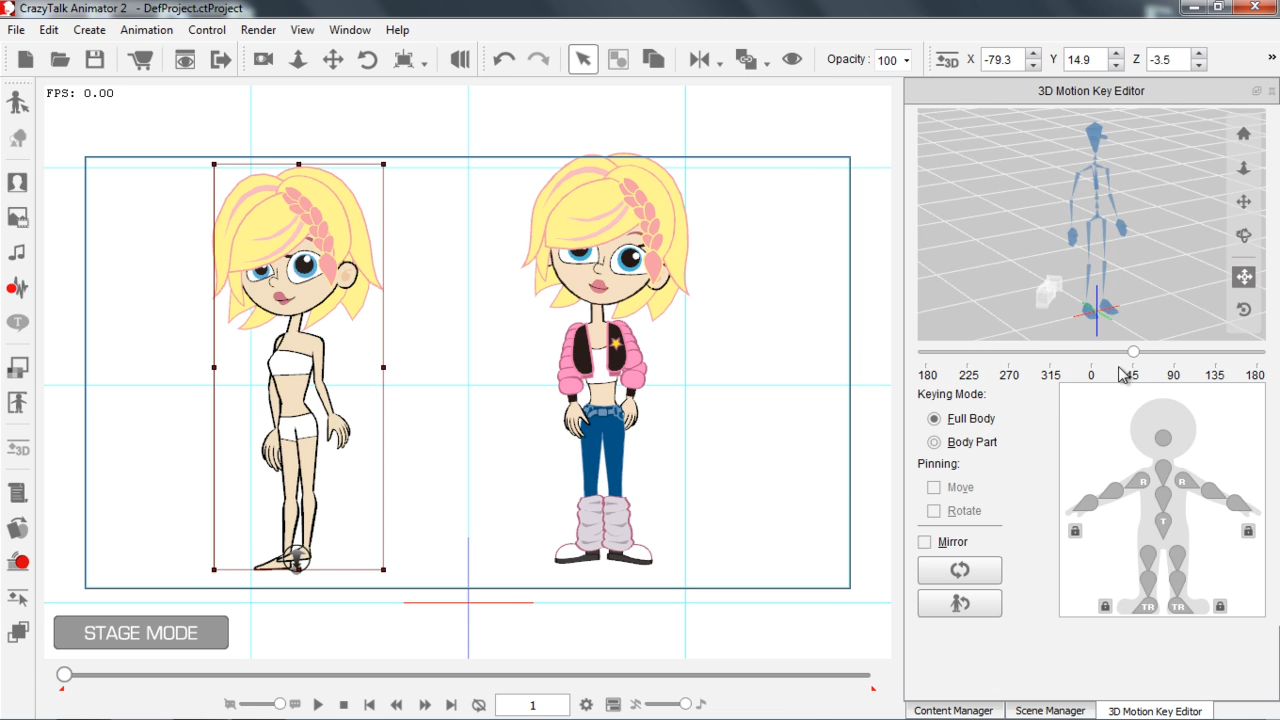 CrazyTalk Animator 2 - DefProject.ctProject
File Edit Create Animation Control Render View Window Help
Opacity: 100 3D X -79.3 Y 14.9 Z -3.5 »
FPS: 0.00
3D Motion Key Editor
180 225 270 315 0 45 90 135 180
Keying Mode:
Full Body
Body Part
Pinning:
Move
Rotate
Mirror
R R
T
TR TR
T
3D
STAGE MODE
1
Content Manager Scene Manager 3D Motion Key Editor